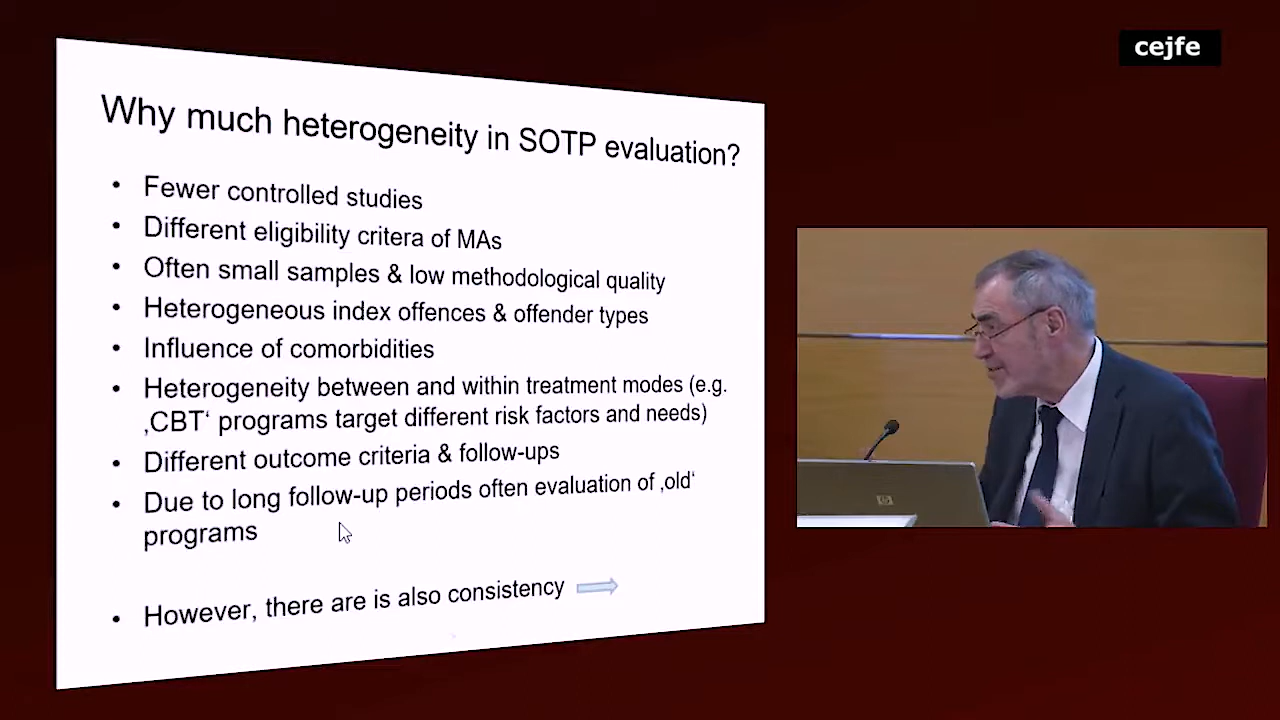 cejfe
Why much heterogeneity in SOTP evaluation?
• Fewer controlled studies
• Different eligibility critera of MAs
• Often small samples & low methodological quality
• Heterogeneous index offences & offender types
• Influence of comorbidities
• Heterogeneity between and within treatment modes (e.g.
‚CBT‘ programs target different risk factors and needs)
• Different outcome criteria & follow-ups
• Due to long follow-up periods often evaluation of ‚old‘
programs
• However, there are is also consistency
hp